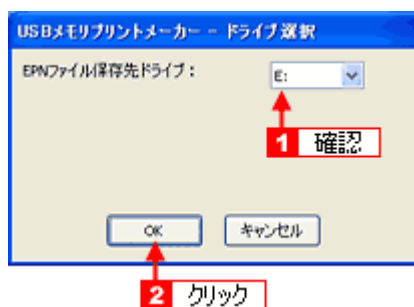 USBメモリプリントメーカー － ドライブ選択
EPNファイル保存先ドライブ：
E:
1 確認
OK
キャンセル
2 クリック